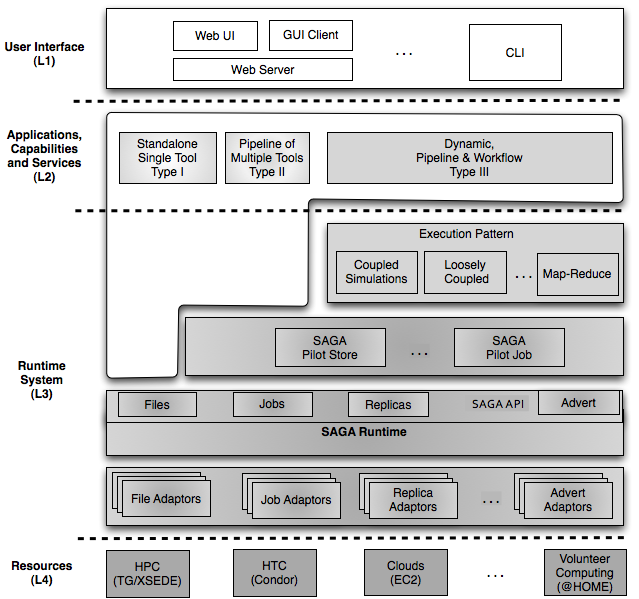 User Interface
(L1)
Web UI
GUI Client
...
CLI
Web Server
Applications,
Capabilities
and Services
(L2)
Standalone
Single Tool
Type I
Pipeline of
Multiple Tools
Type II
Dynamic,
Pipeline & Workflow
Type III
Execution Pattern
Coupled
Simulations
Loosely
Coupled
...
Map-Reduce
Runtime
System
(L3)
SAGA
Pilot Store
...
SAGA
Pilot Job
Files
Jobs
Replicas
SAGA API
Advert
SAGA Runtime
File Adaptors
Job Adaptors
Replica
Adaptors
...
Advert
Adaptors
Resources
(L4)
HPC
(TG/XSEDE)
HTC
(Condor)
Clouds
(EC2)
...
Volunteer
Computing
(@HOME)